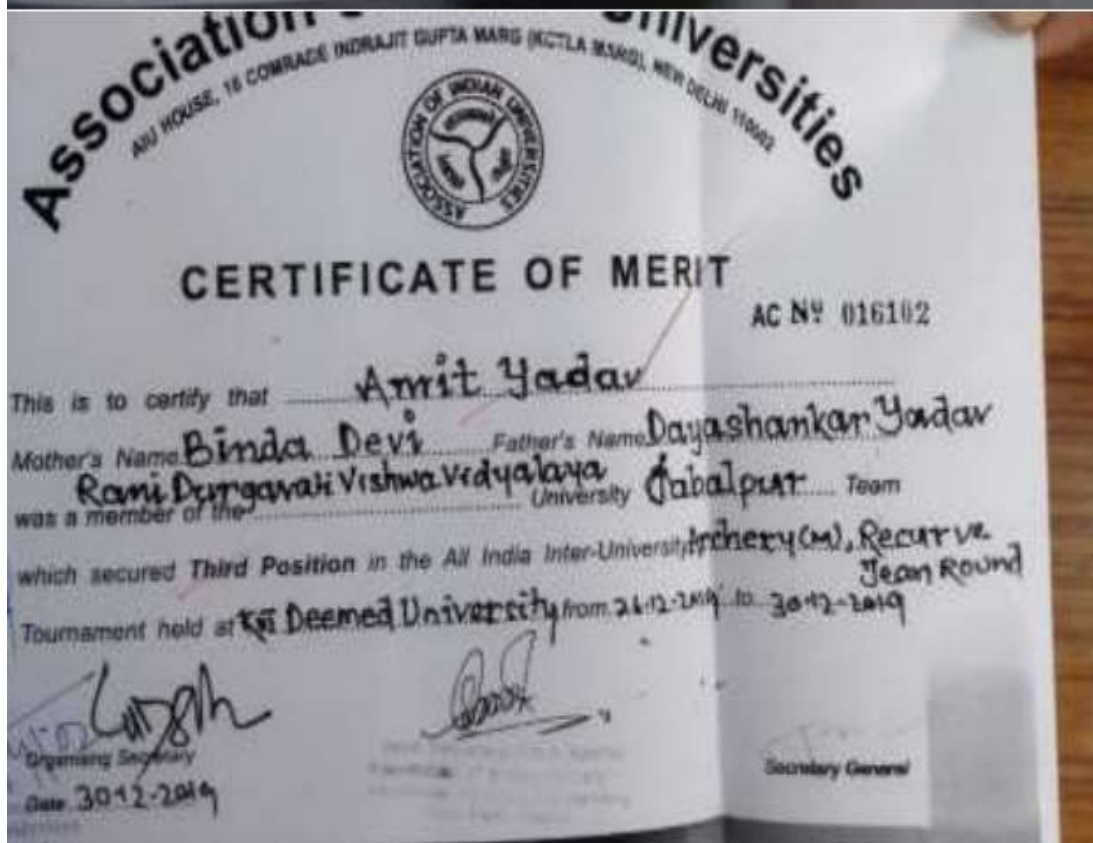 Association Universities
AIU HOUSE, 16 COMRADE INDRAJIT GUPTA MARG (KOTLA MARG), NEW DELHI 110002
ASSOCIATION OF INDIAN UNIVERSITIES
CERTIFICATE OF MERIT
AC Nº 016102
This is to certify that Amit Yadav
Mother's Name Binda Devi Father's Name Dayashankar Yadav
Rani Durgavati Vishwa Vidyalaya
was a member of the University Jabalpur Team
which secured Third Position in the All India Inter-University Archery(M), Recurve
Jean Round
Tournament held at Deemed University from 26-12-2019 to 30-12-2019
Organising Secretary
Secretary General
Date 30-12-2019